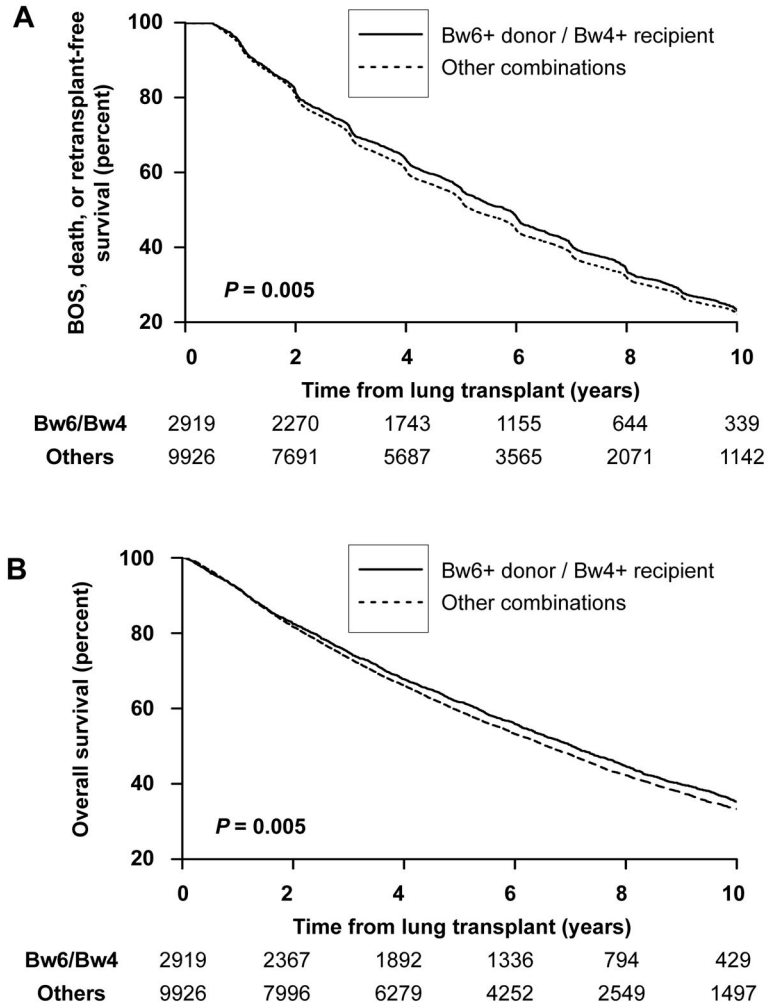 A
BOS, death, or retransplant-free
survival (percent)
100
80
60
40
20
Bw6+ donor / Bw4+ recipient
Other combinations
P = 0.005
0 2 4 6 8 10
Time from lung transplant (years)
Bw6/Bw4 2919 2270 1743 1155 644 339
Others 9926 7691 5687 3565 2071 1142
B
Overall survival (percent)
100
80
60
40
20
Bw6+ donor / Bw4+ recipient
Other combinations
P = 0.005
0 2 4 6 8 10
Time from lung transplant (years)
Bw6/Bw4 2919 2367 1892 1336 794 429
Others 9926 7996 6279 4252 2549 1497